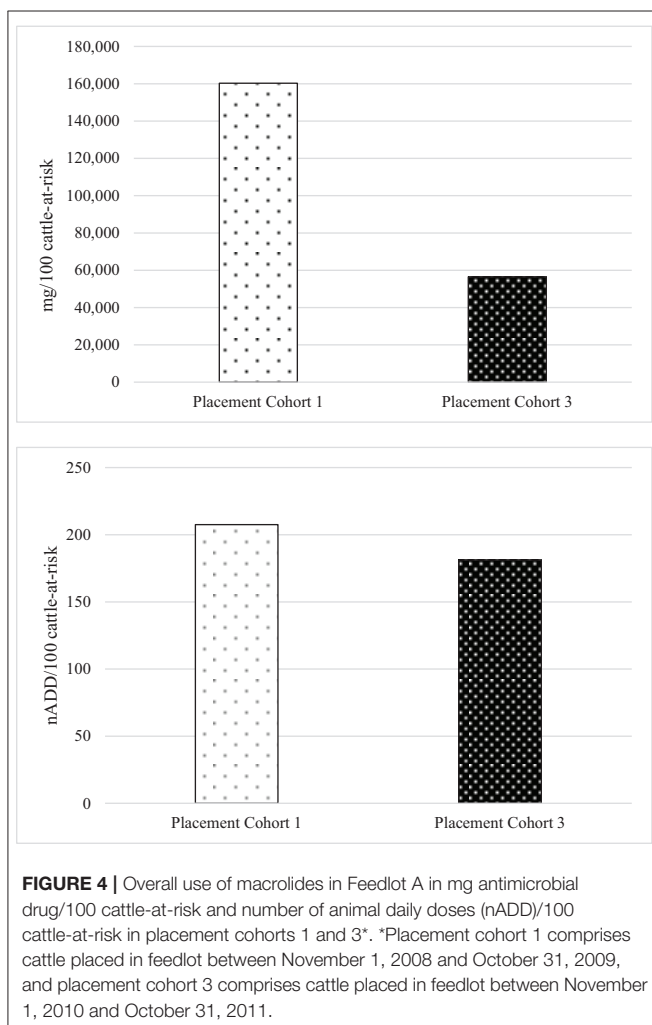 180,000
160,000
140,000
120,000
100,000
80,000
60,000
40,000
20,000
0
mg/100 cattle-at-risk
Placement Cohort 1
Placement Cohort 3
250
200
150
100
50
0
nADD/100 cattle-at-risk
Placement Cohort 1
Placement Cohort 3
FIGURE 4 | Overall use of macrolides in Feedlot A in mg antimicrobial
drug/100 cattle-at-risk and number of animal daily doses (nADD)/100
cattle-at-risk in placement cohorts 1 and 3*. *Placement cohort 1 comprises
cattle placed in feedlot between November 1, 2008 and October 31, 2009,
and placement cohort 3 comprises cattle placed in feedlot between November
1, 2010 and October 31, 2011.